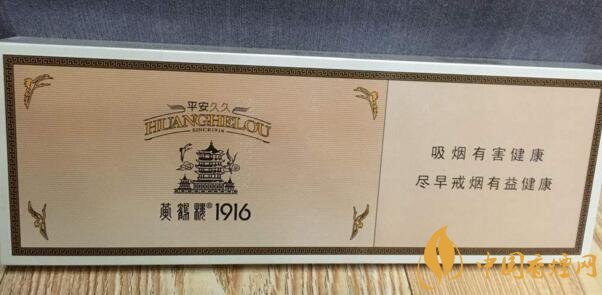 平安久久
HUANGHELOU
SINCE1916
黄鹤楼®1916
吸烟有害健康
尽早戒烟有益健康
中国香烟网